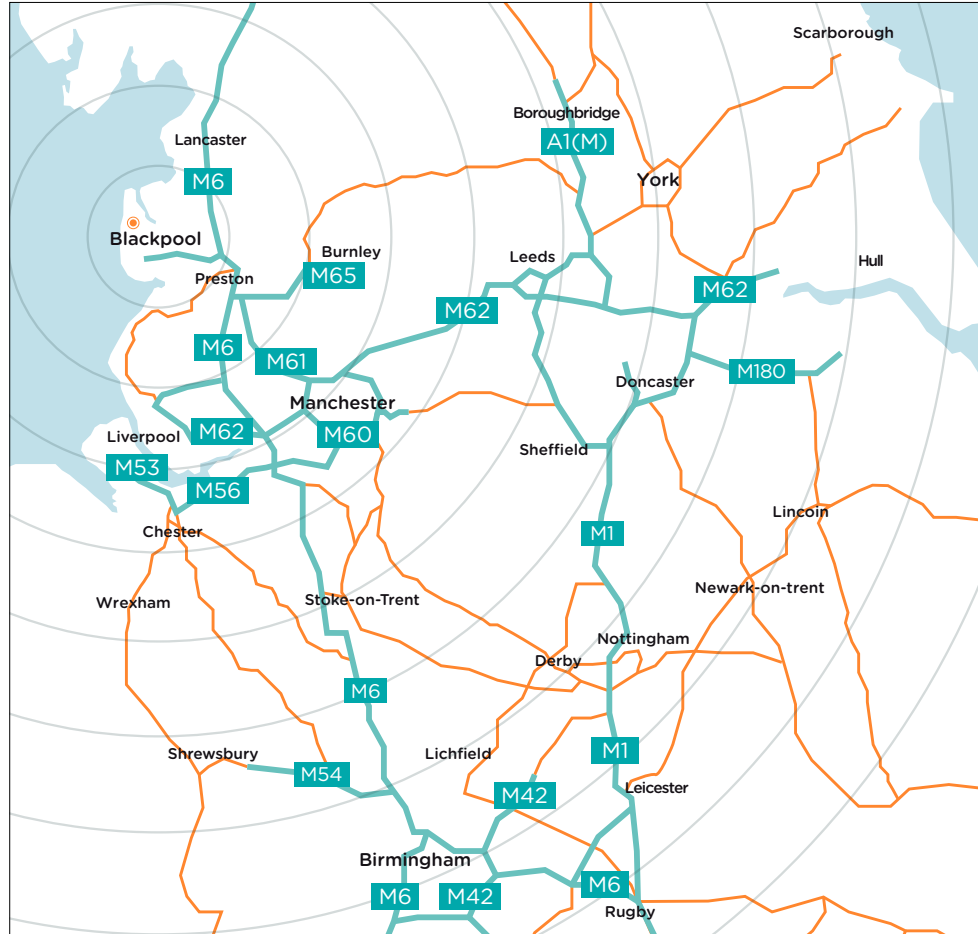 Scarborough
Boroughbridge
A1(M)
Lancaster
York
M6
Blackpool
Burnley
Leeds
Hull
M65
Preston
M62
M62
M6
M61
Doncaster
M180
Manchester
Liverpool
M62
M60
Sheffield
M53
M56
Lincoin
Chester
M1
Newark-on-trent
Wrexham
Stoke-on-Trent
Nottingham
Derby
M6
Shrewsbury
Lichfield
M1
M54
Leicester
M42
Birmingham
M6
M42
M6
Rugby